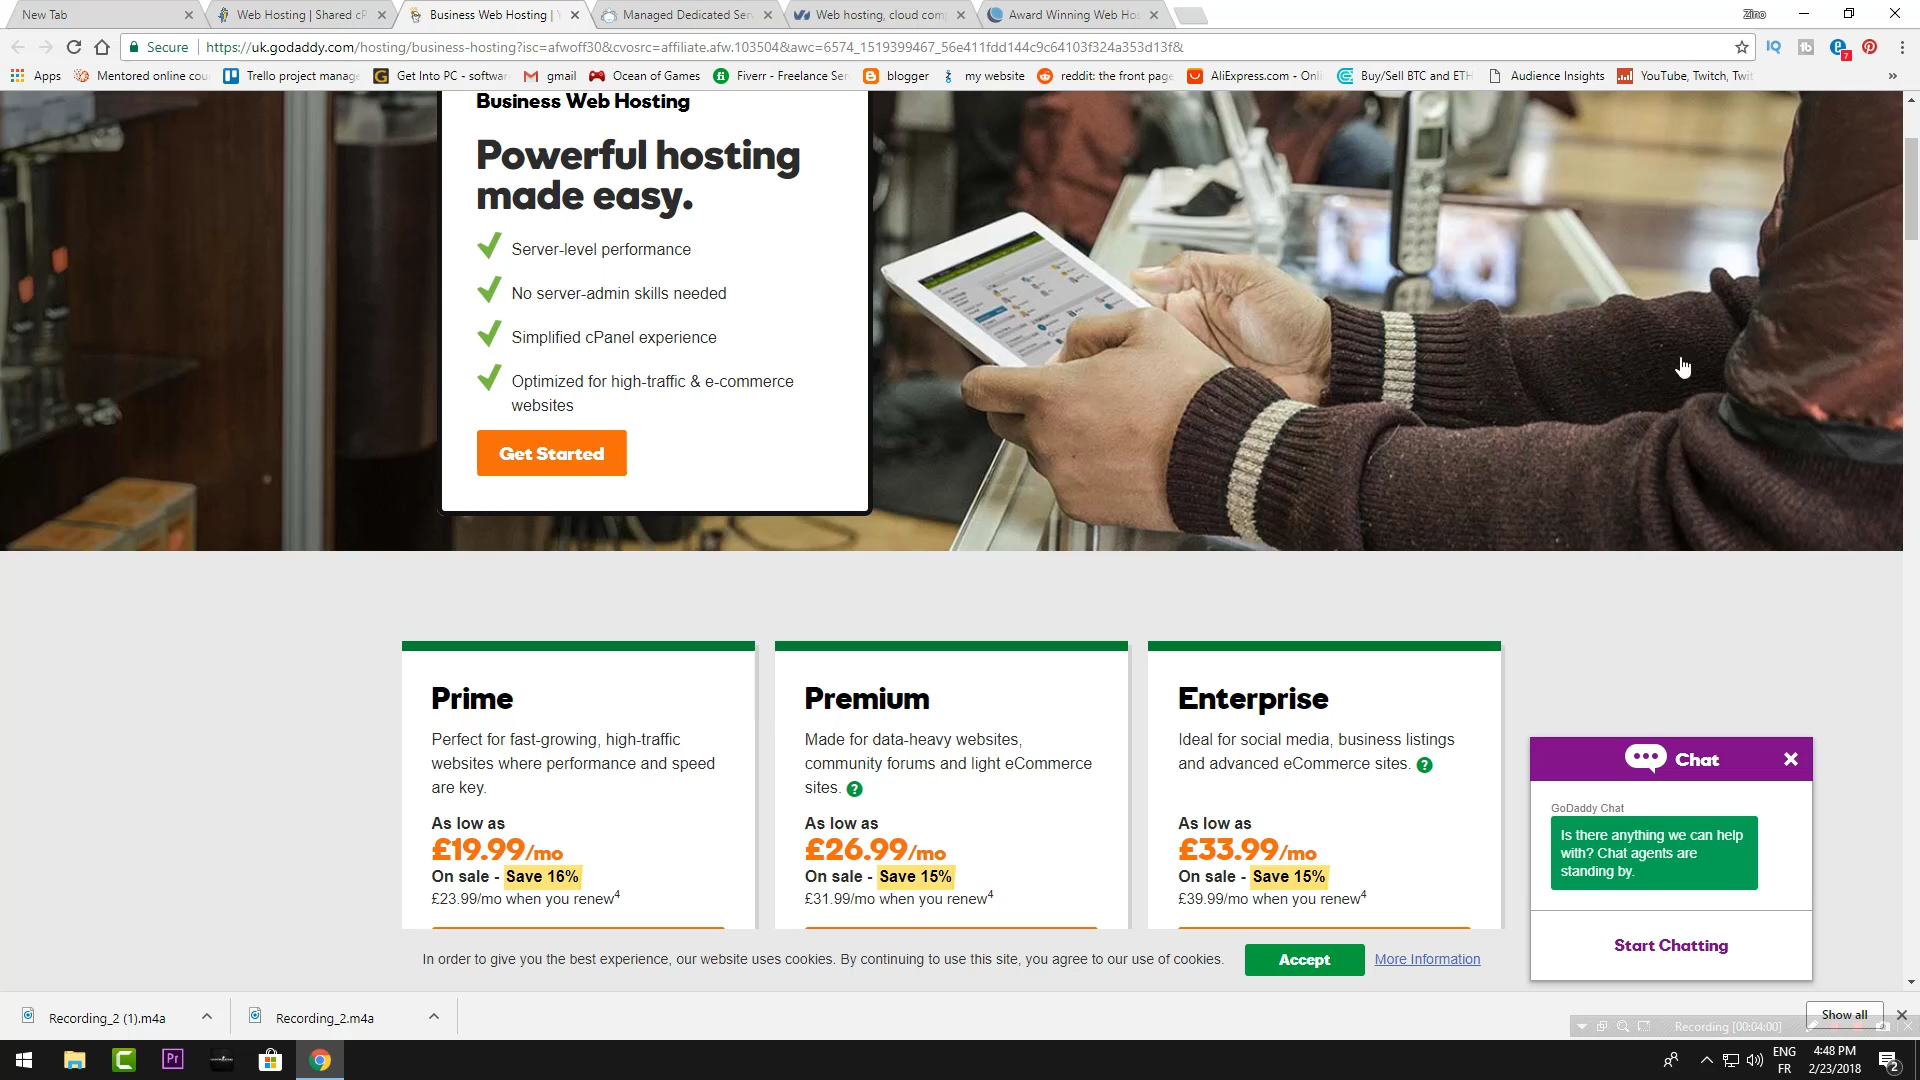 New Tab
Web Hosting | Shared cP
Business Web Hosting |
Managed Dedicated Ser
Web hosting, cloud com
Award Winning Web Hos
Zino
Secure
https://uk.godaddy.com/hosting/business-hosting?isc=afwoff30&cvosrc=affiliate.afw.103504&awc=6574_1519399467_56e411fdd144c9c64103f324a353d13f&
Apps
Mentored online cou
Trello project manage
Get Into PC - softwar
gmail
Ocean of Games
Fiverr - Freelance Ser
blogger
my website
reddit: the front page
AliExpress.com - Onli
Buy/Sell BTC and ETH
Audience Insights
YouTube, Twitch, Twit
Business Web Hosting
Powerful hosting
made easy.
Server-level performance
No server-admin skills needed
Simplified cPanel experience
Optimized for high-traffic & e-commerce
websites
Get Started
Prime
Perfect for fast-growing, high-traffic
websites where performance and speed
are key.
As low as
£19.99/mo
On sale - Save 16%
£23.99/mo when you renew4
Premium
Made for data-heavy websites,
community forums and light eCommerce
sites. ?
As low as
£26.99/mo
On sale - Save 15%
£31.99/mo when you renew4
Enterprise
Ideal for social media, business listings
and advanced eCommerce sites. ?
As low as
£33.99/mo
On sale - Save 15%
£39.99/mo when you renew4
Chat
GoDaddy Chat
Is there anything we can help
with? Chat agents are
standing by.
Start Chatting
In order to give you the best experience, our website uses cookies. By continuing to use this site, you agree to our use of cookies.
Accept
More Information
Recording_2 (1).m4a
Recording_2.m4a
Show all
Recording [00:04:00]
Pr
ENG
FR
4:48 PM
2/23/2018
2